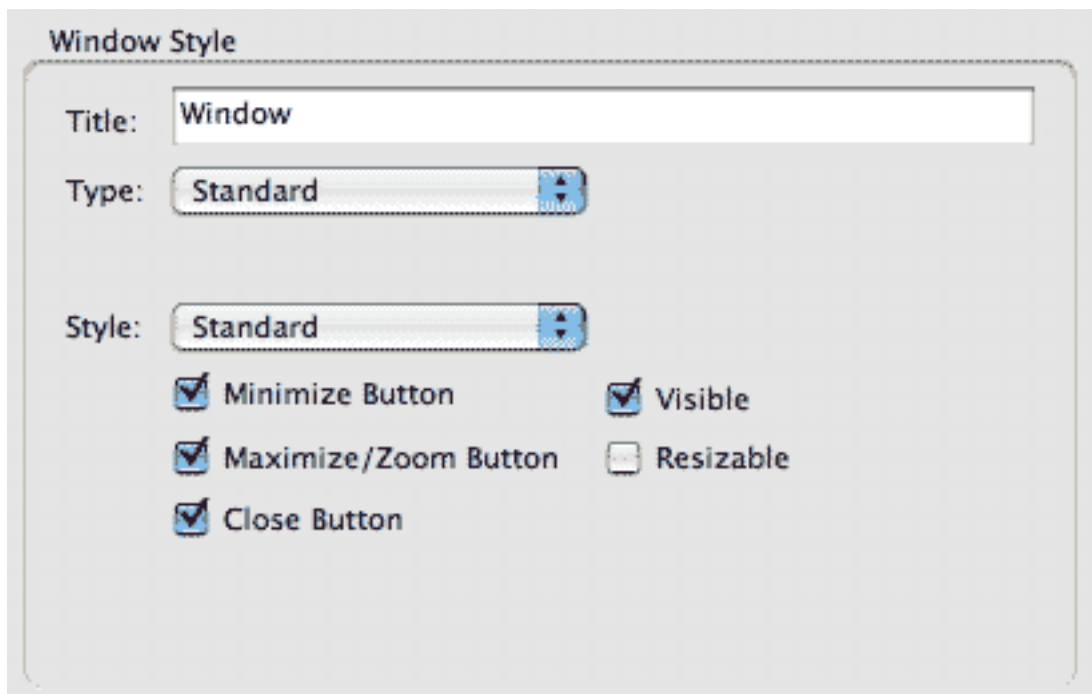 Window Style
Title: Window
Type: Standard
Style: Standard
Minimize Button Visible
Maximize/Zoom Button Resizable
Close Button